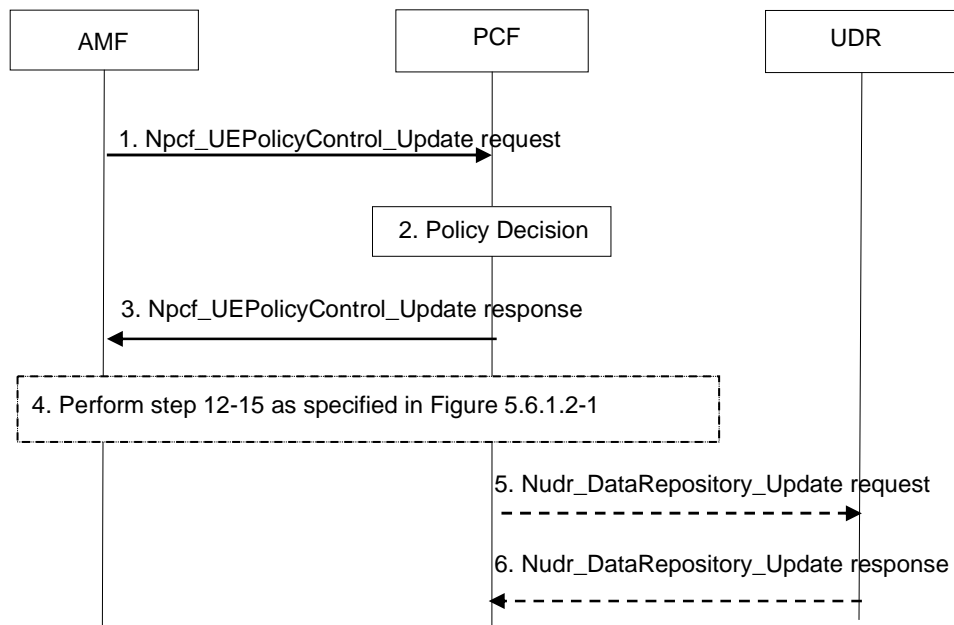 AMF
PCF
UDR
1. Npcf_UEPolicyControl_Update request
2. Policy Decision
3. Npcf_UEPolicyControl_Update response
4. Perform step 12-15 as specified in Figure 5.6.1.2-1
5. Nudr_DataRepository_Update request
6. Nudr_DataRepository_Update response